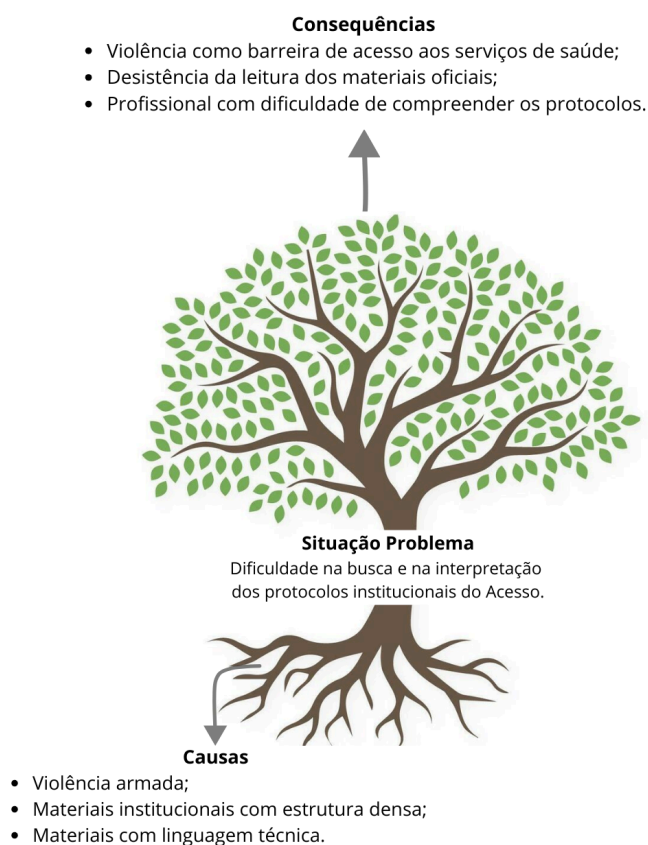 Consequências
• Violência como barreira de acesso aos serviços de saúde;
• Desistência da leitura dos materiais oficiais;
• Profissional com dificuldade de compreender os protocolos.
Situação Problema
Dificuldade na busca e na interpretação
dos protocolos institucionais do Acesso.
Causas
• Violência armada;
• Materiais institucionais com estrutura densa;
• Materiais com linguagem técnica.